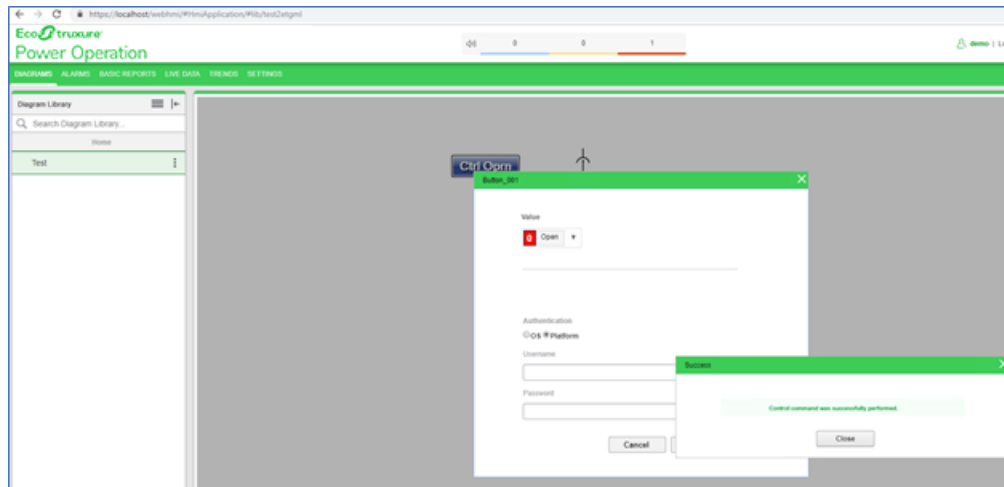 https://localhost/webhmi/#HmiApplication/#lib/test2etgml
EcoStruxure
Power Operation
0 0 1
demo | Lo
DIAGRAMS ALARMS BASIC REPORTS LIVE DATA TRENDS SETTINGS
Diagram Library
Search Diagram Library...
Home
Test
Ctrl Oprn
Button_001
Value
0 Open
Authentication
OS Platform
Username
Password
Cancel
Success
Control command was successfully performed.
Close